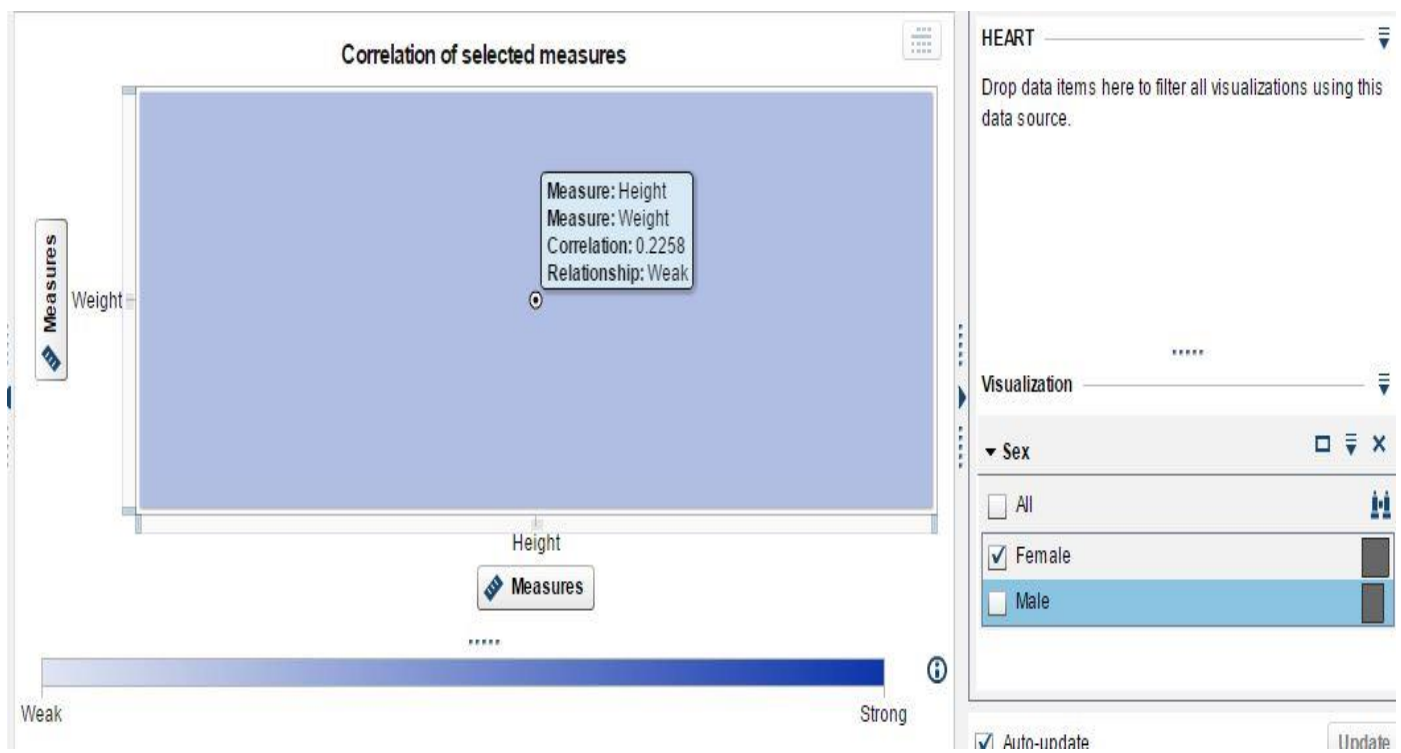 Correlation of selected measures
Measure: Height
Measure: Weight
Correlation: 0.2258
Relationship: Weak
Measures
Weight
Height
Measures
Weak
Strong
HEART
Drop data items here to filter all visualizations using this
data source.
Visualization
Sex
All
Female
Male
Auto-update
Update